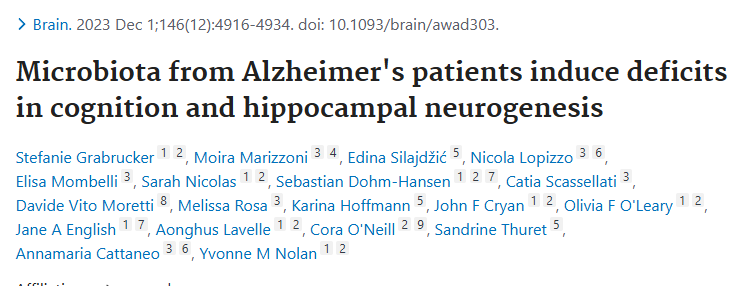 > Brain. 2023 Dec 1;146(12):4916-4934. doi: 10.1093/brain/awad303.
Microbiota from Alzheimer's patients induce deficits
in cognition and hippocampal neurogenesis
Stefanie Grabrucker 1 2, Moira Marizzoni 3 4, Edina Silajdžić 5, Nicola Lopizzo 3 6,
Elisa Mombelli 3, Sarah Nicolas 1 2, Sebastian Dohm-Hansen 1 2 7, Catia Scassellati 3,
Davide Vito Moretti 8, Melissa Rosa 3, Karina Hoffmann 5, John F Cryan 1 2, Olivia F O'Leary 1 2,
Jane A English 1 7, Aonghus Lavelle 1 2, Cora O'Neill 2 9, Sandrine Thuret 5,
Annamaria Cattaneo 3 6, Yvonne M Nolan 1 2